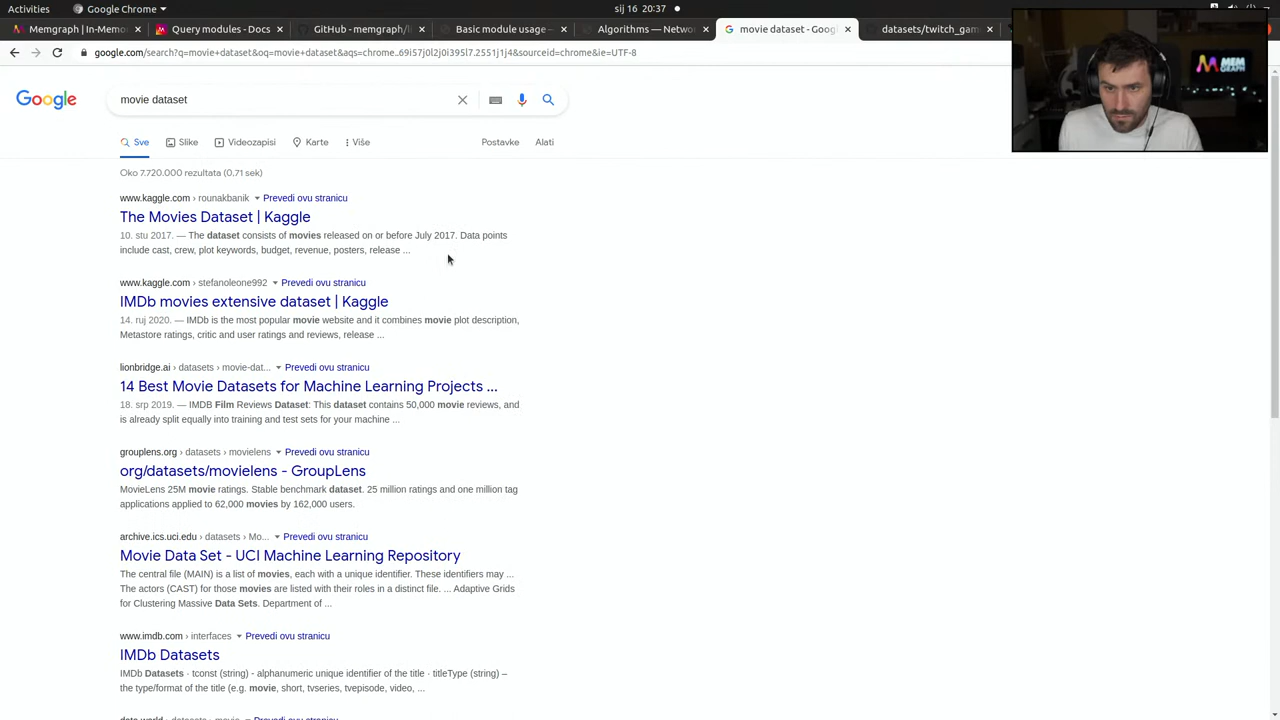 Activities
Google Chrome
sij 16 20:37
Memgraph | In-Memo
Query modules - Docs
GitHub - memgraph/li
Basic module usage -
Algorithms — Netwo
movie dataset - Goog
datasets/twitch_gam
google.com/search?q=movie+dataset&oq=movie+dataset&aqs=chrome..69i57j0l2j0i395l7.2551j1j4&sourceid=chrome&ie=UTF-8
MEM
GRAPH
Google
movie dataset
Sve
Slike
Videozapisi
Karte
Više
Postavke
Alati
Oko 7.720.000 rezultata (0,71 sek)
www.kaggle.com › rounakbanik
Prevedi ovu stranicu
The Movies Dataset | Kaggle
10. stu 2017. — The dataset consists of movies released on or before July 2017. Data points
include cast, crew, plot keywords, budget, revenue, posters, release ...
www.kaggle.com › stefanoleone992
Prevedi ovu stranicu
IMDb movies extensive dataset | Kaggle
14. ruj 2020. — IMDb is the most popular movie website and it combines movie plot description,
Metastore ratings, critic and user ratings and reviews, release ...
lionbridge.ai › datasets › movie-dat...
Prevedi ovu stranicu
14 Best Movie Datasets for Machine Learning Projects ...
18. srp 2019. — IMDB Film Reviews Dataset: This dataset contains 50,000 movie reviews, and
is already split equally into training and test sets for your machine ...
grouplens.org › datasets › movielens
Prevedi ovu stranicu
org/datasets/movielens - GroupLens
MovieLens 25M movie ratings. Stable benchmark dataset. 25 million ratings and one million tag
applications applied to 62,000 movies by 162,000 users.
archive.ics.uci.edu › datasets › Mo...
Prevedi ovu stranicu
Movie Data Set - UCI Machine Learning Repository
The central file (MAIN) is a list of movies, each with a unique identifier. These identifiers may ...
The actors (CAST) for those movies are listed with their roles in a distinct file. ... Adaptive Grids
for Clustering Massive Data Sets. Department of ...
www.imdb.com › interfaces
Prevedi ovu stranicu
IMDb Datasets
IMDb Datasets · tconst (string) - alphanumeric unique identifier of the title · titleType (string) –
the type/format of the title (e.g. movie, short, tvseries, tvepisode, video, ...
data.world › datasets › movie
Prevedi ovu stranicu